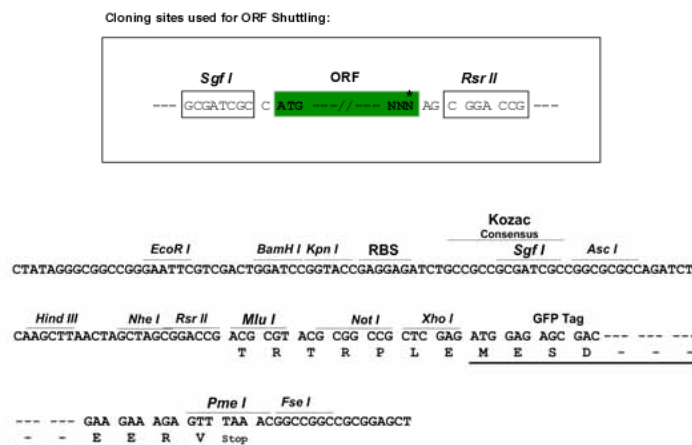 Cloning sites used for ORF Shuttling:
Sgf I ORF Rsr II
--- GCGATCGC C ATG ---//--- NNN* AG C GGA CCG ---
Kozac
Consensus
EcoR I BamH I Kpn I RBS Sgf I Asc I
CTATAGGGCGGCCGGGAATTCGTCGACTGGATCCGGTACCGAGGAGATCTGCCGCCGCGATCGCCGGCGCGCCAGATCT
Hind III Nhe I Rsr II Mlu I Not I Xho I GFP Tag
CAAGCTTAACTAGCTAGCGGACCG ACG CGT ACG CGG CCG CTC GAG ATG GAG AGC GAC--- --- ---
T R T R P L E M E S D - - -
Pme I Fse I
--- --- GAA GAA AGA GTT TAA ACGGCCGGCCGCGGAGCT
- - E E R V Stop